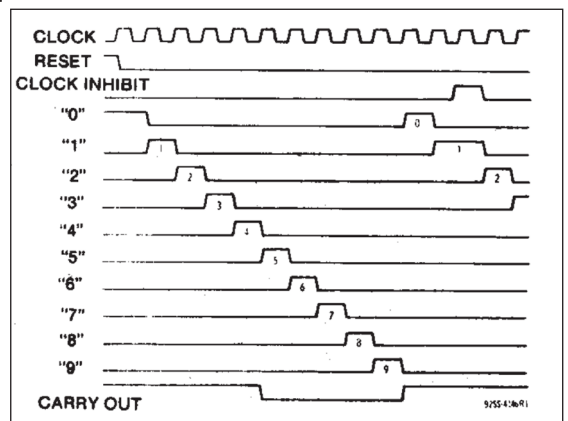 CLOCK
RESET
CLOCK INHIBIT
"0" 0
"1" 1 1
"2" 2 2
"3" 3
"4" 4
"5" 5
"6" 6
"7" 7
"8" 8
"9" 9
CARRY OUT